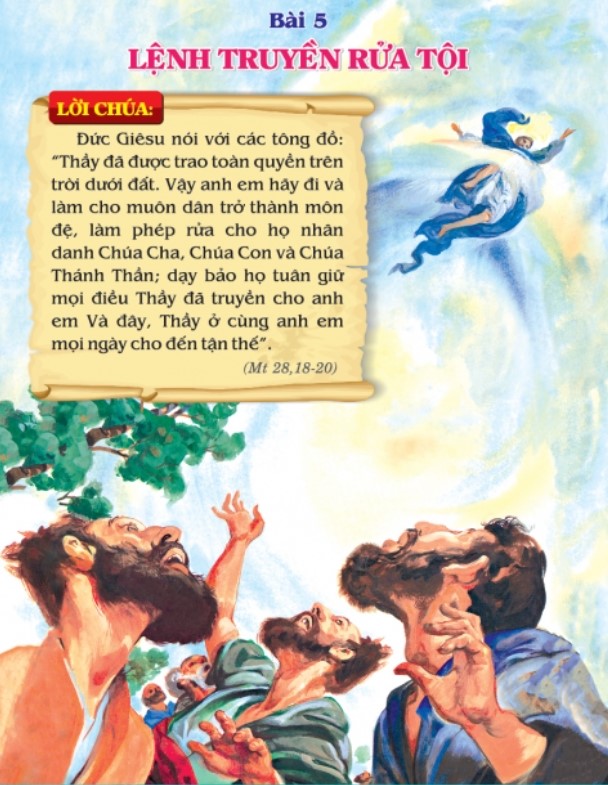 Bài 5
LỆNH TRUYỀN RỬA TỘI
LỜI CHÚA:
Đức Giêsu nói với các tông đồ:
“Thầy đã được trao toàn quyền trên
trời dưới đất. Vậy anh em hãy đi và
làm cho muôn dân trở thành môn
đệ, làm phép rửa cho họ nhân
danh Chúa Cha, Chúa Con và Chúa
Thánh Thần; dạy bảo họ tuân giữ
mọi điều Thầy đã truyền cho anh
em Và đây, Thầy ở cùng anh em
mọi ngày cho đến tận thế”.
(Mt 28,18-20)